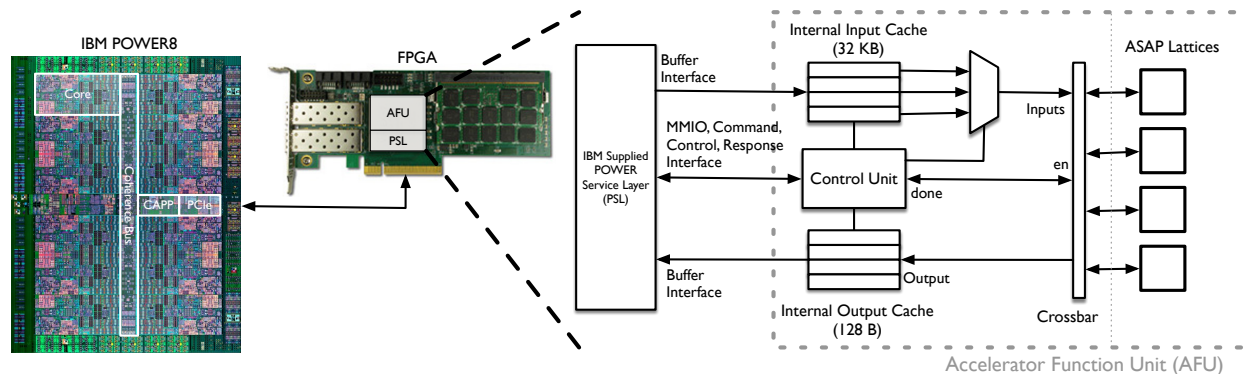 IBM POWER8
Core
Coherence Bus
CAPP
PCIe
FPGA
AFU
PSL
IBM Supplied
POWER
Service Layer
(PSL)
Buffer
Interface
MMIO, Command,
Control, Response
Interface
Buffer
Interface
Internal Input Cache
(32 KB)
Control Unit
done
Output
Internal Output Cache
(128 B)
Inputs
en
Crossbar
ASAP Lattices
Accelerator Function Unit (AFU)